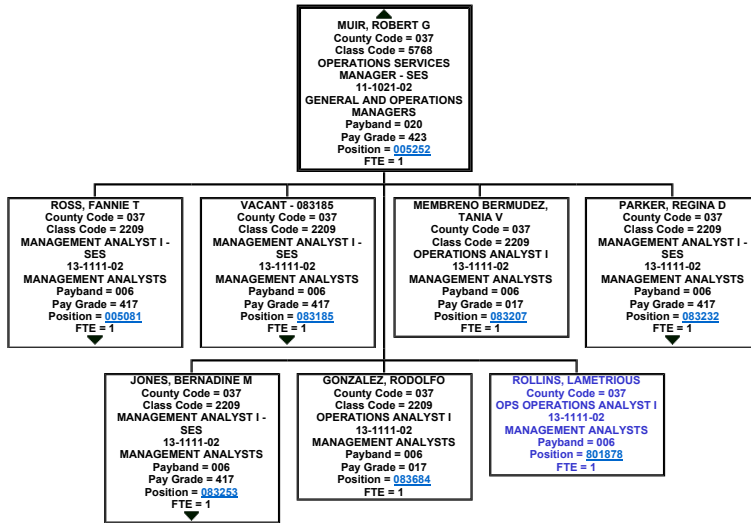 MUIR, ROBERT G
County Code = 037
Class Code = 5768
OPERATIONS SERVICES
MANAGER - SES
11-1021-02
GENERAL AND OPERATIONS
MANAGERS
Payband = 020
Pay Grade = 423
Position = 005252
FTE = 1
ROSS, FANNIE T
County Code = 037
Class Code = 2209
MANAGEMENT ANALYST I -
SES
13-1111-02
MANAGEMENT ANALYSTS
Payband = 006
Pay Grade = 417
Position = 005081
FTE = 1
VACANT - 083185
County Code = 037
Class Code = 2209
MANAGEMENT ANALYST I -
SES
13-1111-02
MANAGEMENT ANALYSTS
Payband = 006
Pay Grade = 417
Position = 083185
FTE = 1
MEMBRENO BERMUDEZ,
TANIA V
County Code = 037
Class Code = 2209
OPERATIONS ANALYST I
13-1111-02
MANAGEMENT ANALYSTS
Payband = 006
Pay Grade = 017
Position = 083207
FTE = 1
PARKER, REGINA D
County Code = 037
Class Code = 2209
MANAGEMENT ANALYST I -
SES
13-1111-02
MANAGEMENT ANALYSTS
Payband = 006
Pay Grade = 417
Position = 083232
FTE = 1
JONES, BERNADINE M
County Code = 037
Class Code = 2209
MANAGEMENT ANALYST I -
SES
13-1111-02
MANAGEMENT ANALYSTS
Payband = 006
Pay Grade = 417
Position = 083253
FTE = 1
GONZALEZ, RODOLFO
County Code = 037
Class Code = 2209
OPERATIONS ANALYST I
13-1111-02
MANAGEMENT ANALYSTS
Payband = 006
Pay Grade = 017
Position = 083684
FTE = 1
ROLLINS, LAMETRIOUS
County Code = 037
OPS OPERATIONS ANALYST I
13-1111-02
MANAGEMENT ANALYSTS
Payband = 006
Position = 801878
FTE = 1